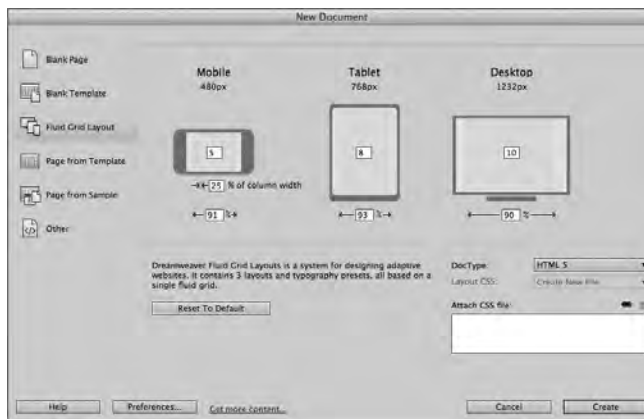 New Document
Blank Page
Blank Template
Fluid Grid Layout
Page from Template
Page from Sample
Other
Mobile
480px
Tablet
768px
Desktop
1232px
5
8
10
25 % of column width
91 %
93 %
90 %
Dreamweaver Fluid Grid Layouts is a system for designing adaptive
websites. It contains 3 layouts and typography presets, all based on a
single fluid grid.
Reset To Default
DocType: HTML 5
Layout CSS: Create New File
Attach CSS file:
Help
Preferences...
Get more content...
Cancel
Create